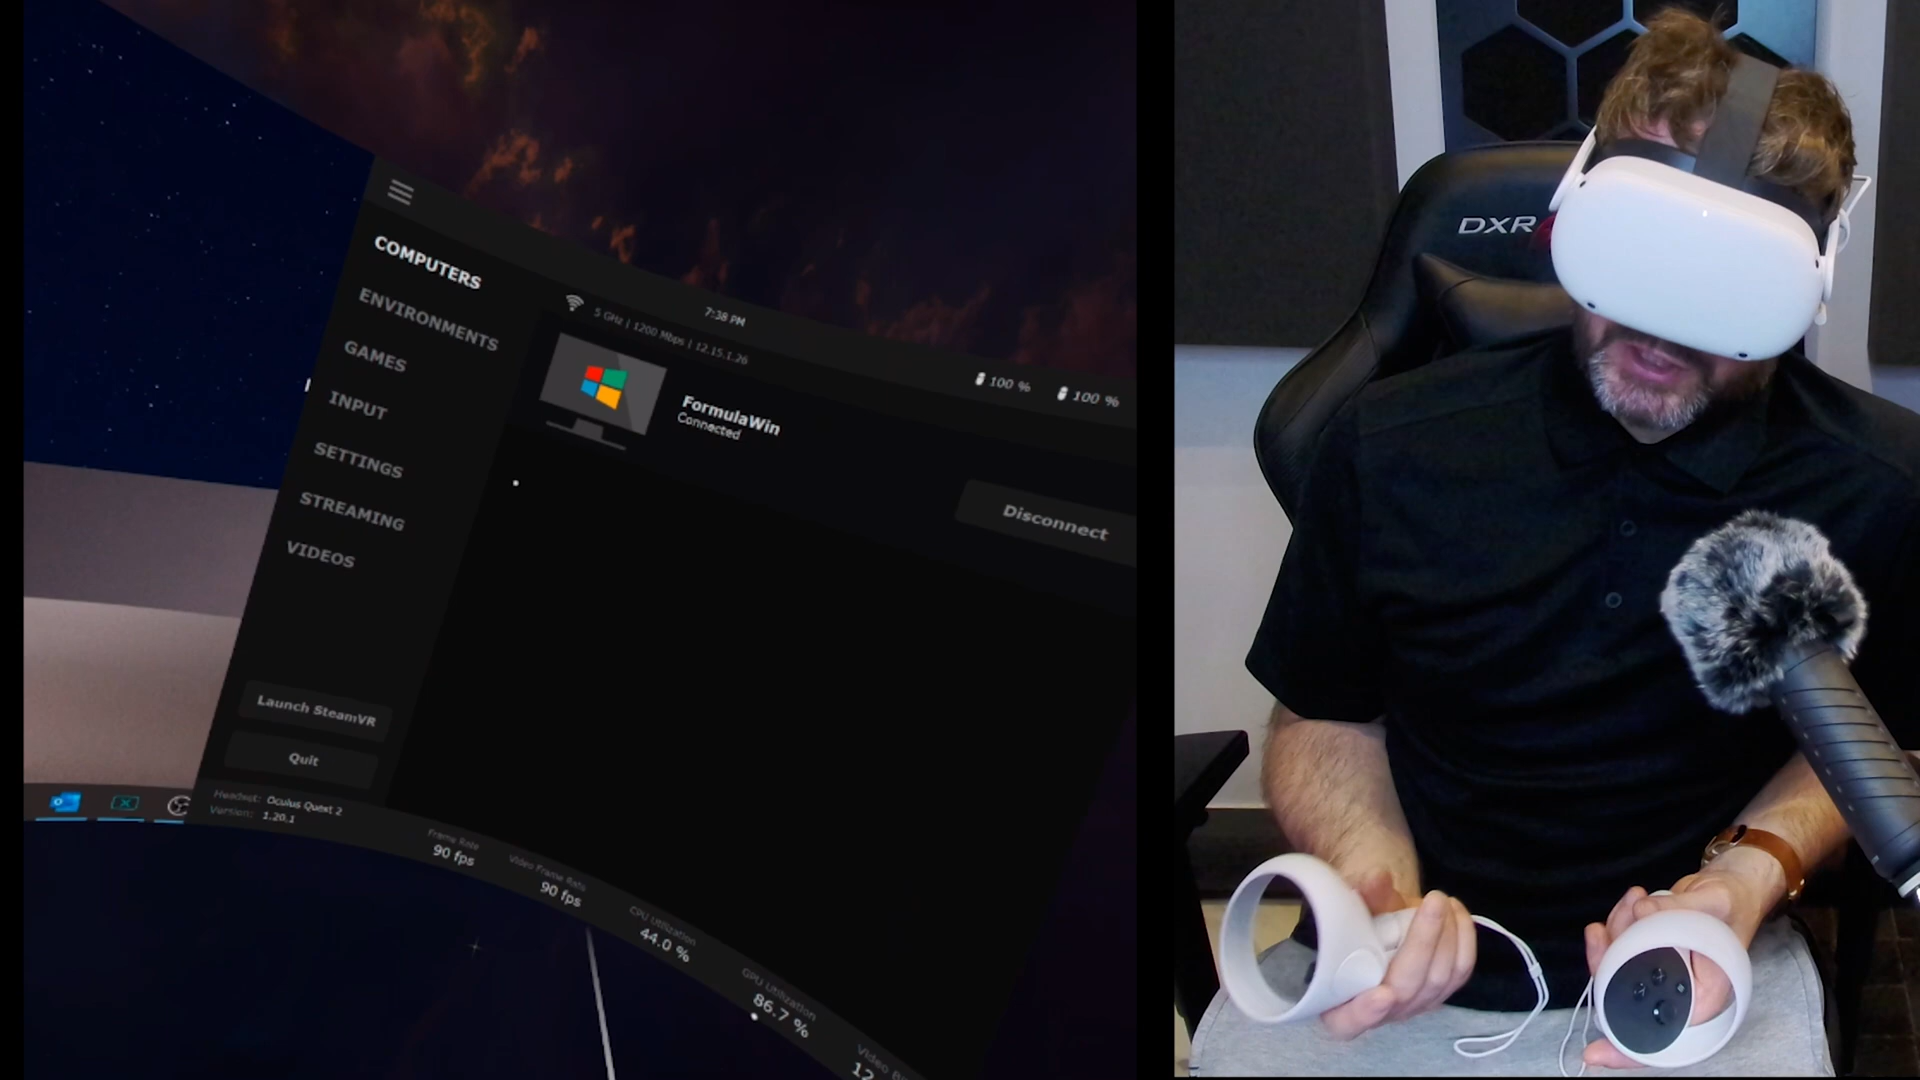 COMPUTERS
ENVIRONMENTS
GAMES
INPUT
SETTINGS
STREAMING
VIDEOS
Launch SteamVR
Quit
5 GHz | 1200 Mbps | 12.15.1.26
7:38 PM
100 %
100 %
FormulaWin
Connected
Disconnect
Headset: Oculus Quest 2
Version: 1.20.1
Frame Rate
90 fps
Video Frame Rate
90 fps
CPU Utilization
44.0 %
GPU Utilization
86.7 %
Video
12
DXR